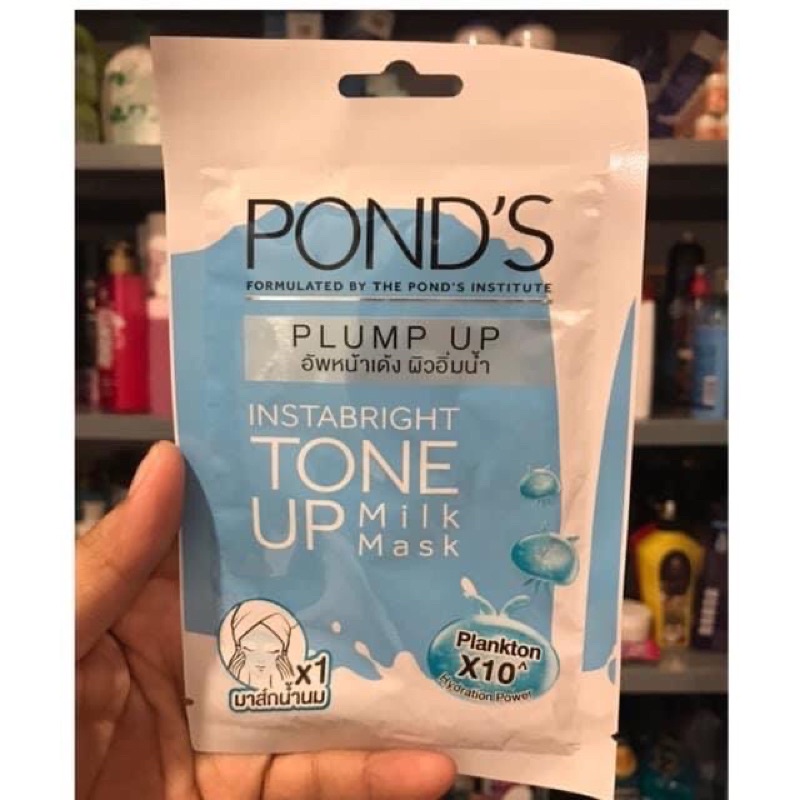 POND'S
FORMULATED BY THE POND'S INSTITUTE
PLUMP UP
อัพหน้าเด้ง ผิวอิ่มน้ำ
INSTABRIGHT
TONE
UP Milk
Mask
x1
มาส์กน้ำนม
Plankton
X10^
Hydration Power